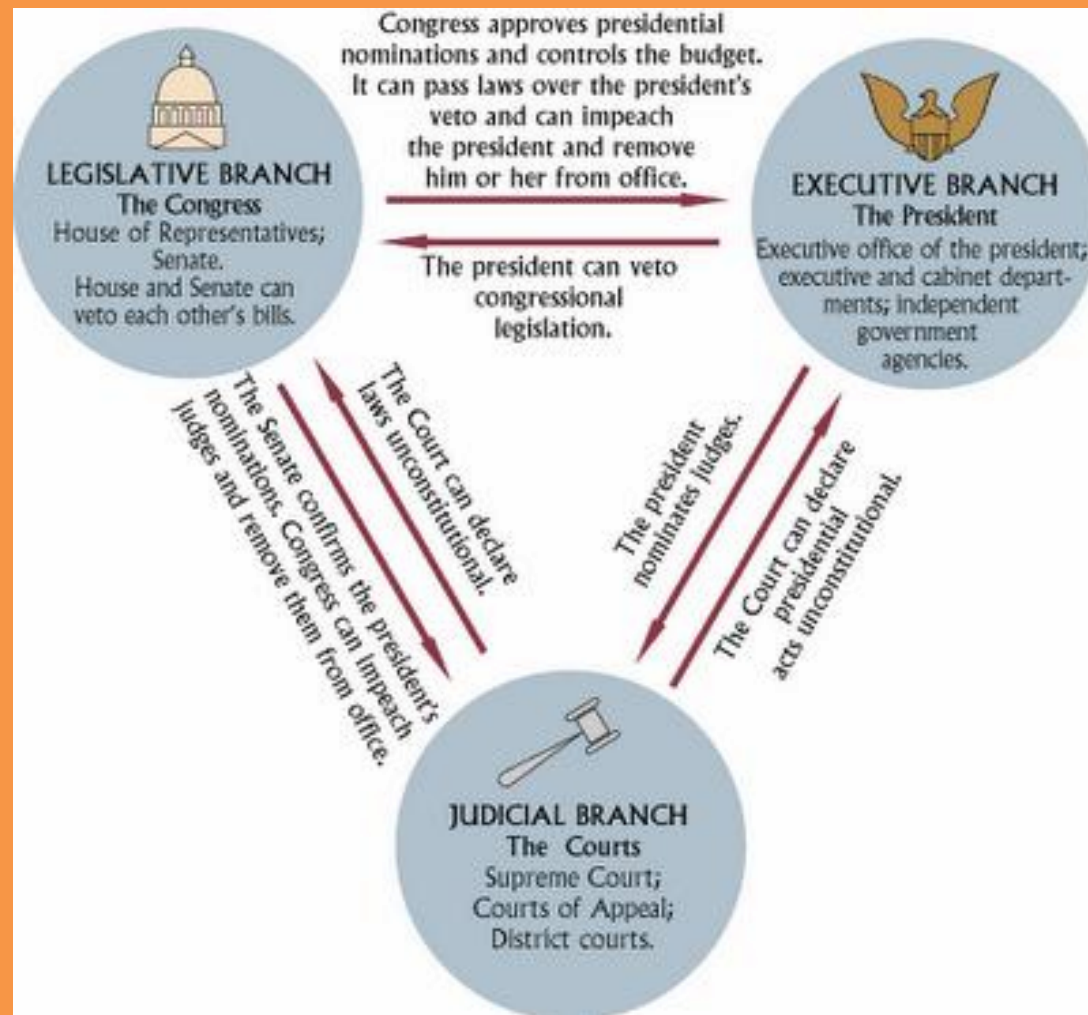 Congress approves presidential
nominations and controls the budget.
It can pass laws over the president's
veto and can impeach
the president and remove
him or her from office.
LEGISLATIVE BRANCH
The Congress
House of Representatives;
Senate.
House and Senate can
veto each other's bills.
EXECUTIVE BRANCH
The President
Executive office of the president;
executive and cabinet depart-
ments; independent
government
agencies.
The president can veto
congressional
legislation.
The Senate confirms the president's
nominations. Congress can impeach
judges and remove them from office.
The Court can declare
laws unconstitutional.
The president
nominates judges.
The Court can declare
presidential
acts unconstitutional.
JUDICIAL BRANCH
The Courts
Supreme Court;
Courts of Appeal;
District courts.